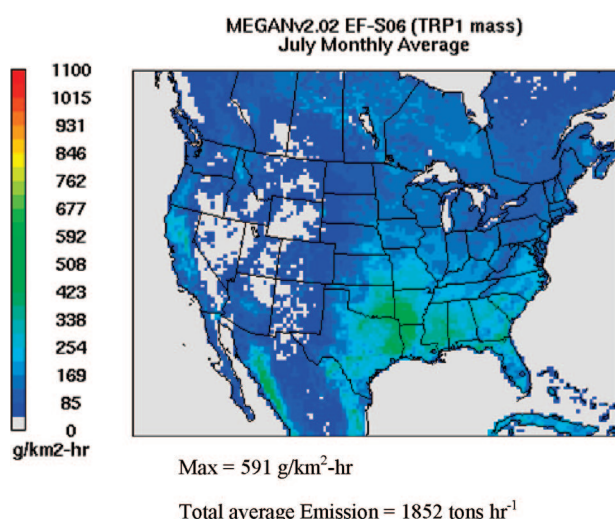 MEGANv2.02 EF-S06 (TRP1 mass)
July Monthly Average
1100
1015
931
846
762
677
592
508
423
338
254
169
85
0
g/km2-hr
Max = 591 g/km²-hr
Total average Emission = 1852 tons hr⁻¹